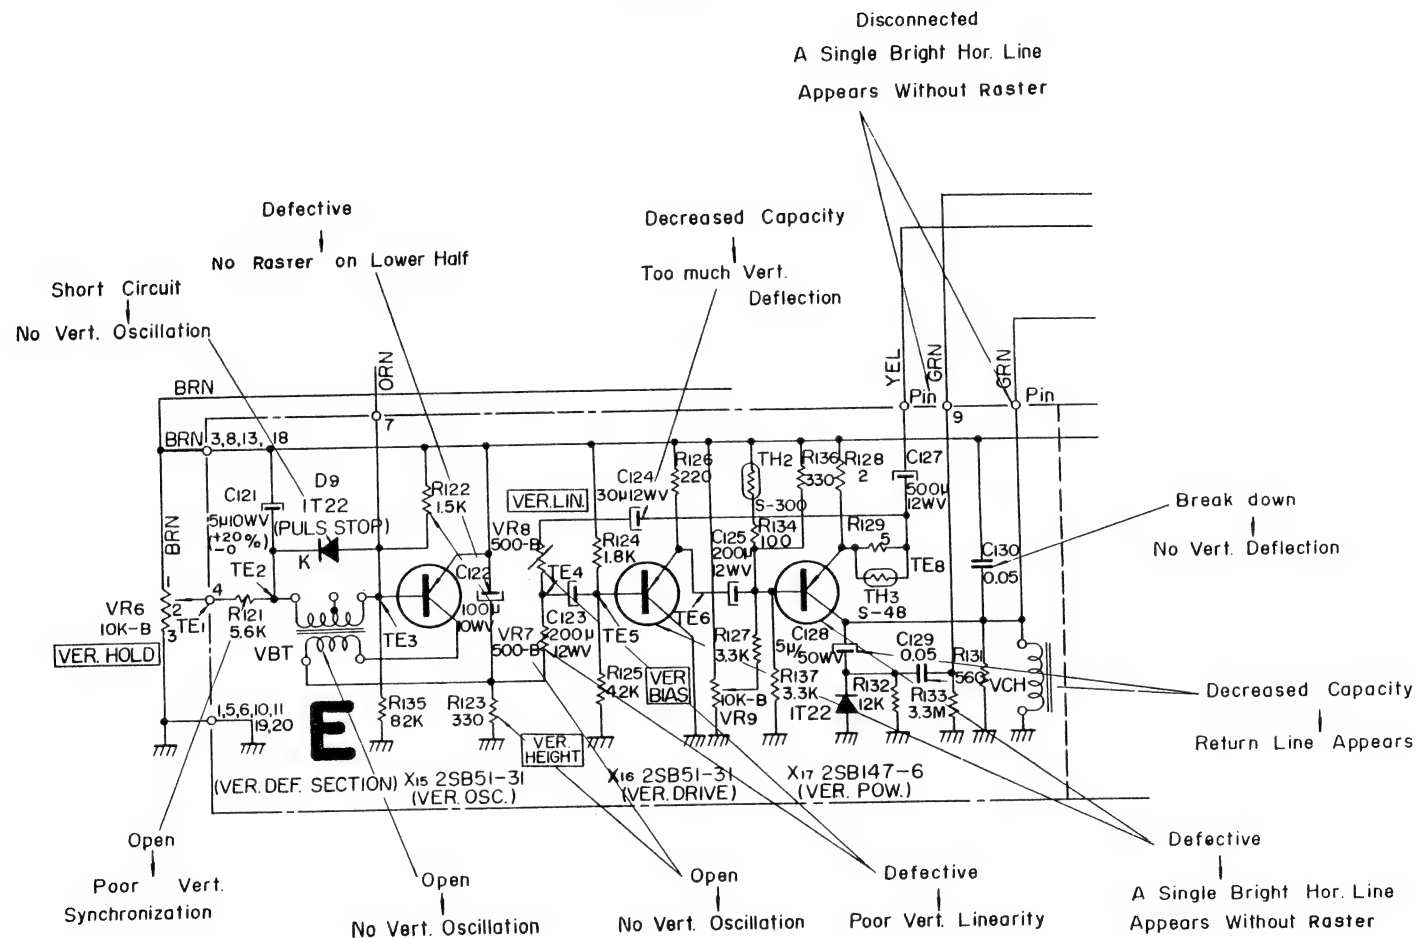 Disconnected
A Single Bright Hor. Line
Appears Without Raster
Defective
No Raster on Lower Half
Decreased Capacity
Too much Vert.
Deflection
Short Circuit
No Vert. Oscillation
BRN
ORN
7
YEL
GRN
GRN
Pin
9
Pin
BRN 3,8,13, 18
D9
1T22
(PULS STOP)
K
C121
5µ10WV
(+20%)
-0
R122
1.5K
VER.LIN.
C124
30µ12WV
R126
220
TH2
S-300
R136
330
R128
2
C127
500µ
12WV
Break down
No Vert. Deflection
BRN
VR8
500-B
R124
1.8K
C125
200µ
12WV
R134
100
R129
5
TE8
C130
0.05
TE2
TE4
C122
100µ
10WV
TH3
S-48
1
2
3
4
VR6
10K-B
TE1
R121
5.6K
VER. HOLD
VBT
TE3
VR7
500-B
C123
200µ
12WV
TE5
TE6
R127
3.3K
C128
5µ/
50WV
C129
0.05
R131
560
VCH
1,5,6,10,11
19,20
E
R135
82K
R123
330
VER.
HEIGHT
R125
4.2K
VER
BIAS
10K-B
VR9
R137
3.3K
1T22
R132
12K
R133
3.3M
Decreased Capacity
Return Line Appears
(VER. DEF. SECTION)
X15 2SB51-31
(VER. OSC.)
X16 2SB51-31
(VER. DRIVE)
X17 2SB147-6
(VER. POW.)
Open
Poor Vert.
Synchronization
Open
No Vert. Oscillation
Open
No Vert. Oscillation
Defective
Poor Vert. Linearity
Defective
A Single Bright Hor. Line
Appears Without Raster